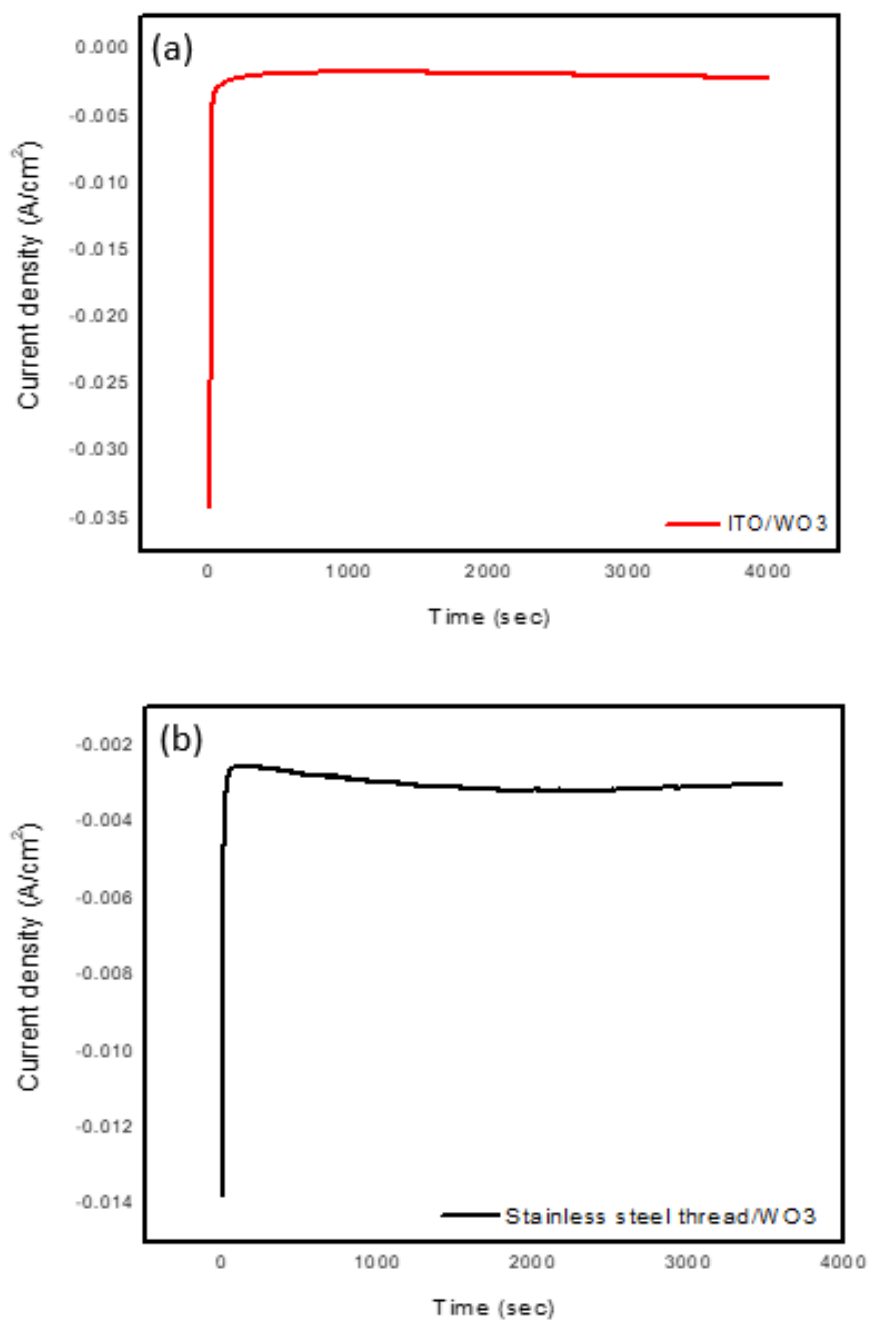 (a)
0.000
-0.005
-0.010
-0.015
-0.020
-0.025
-0.030
-0.035
Current density (A/cm²)
ITO/WO3
0 1000 2000 3000 4000
Time (sec)
(b)
-0.002
-0.004
-0.006
-0.008
-0.010
-0.012
-0.014
Current density (A/cm²)
Stainless steel thread/WO3
0 1000 2000 3000 4000
Time (sec)